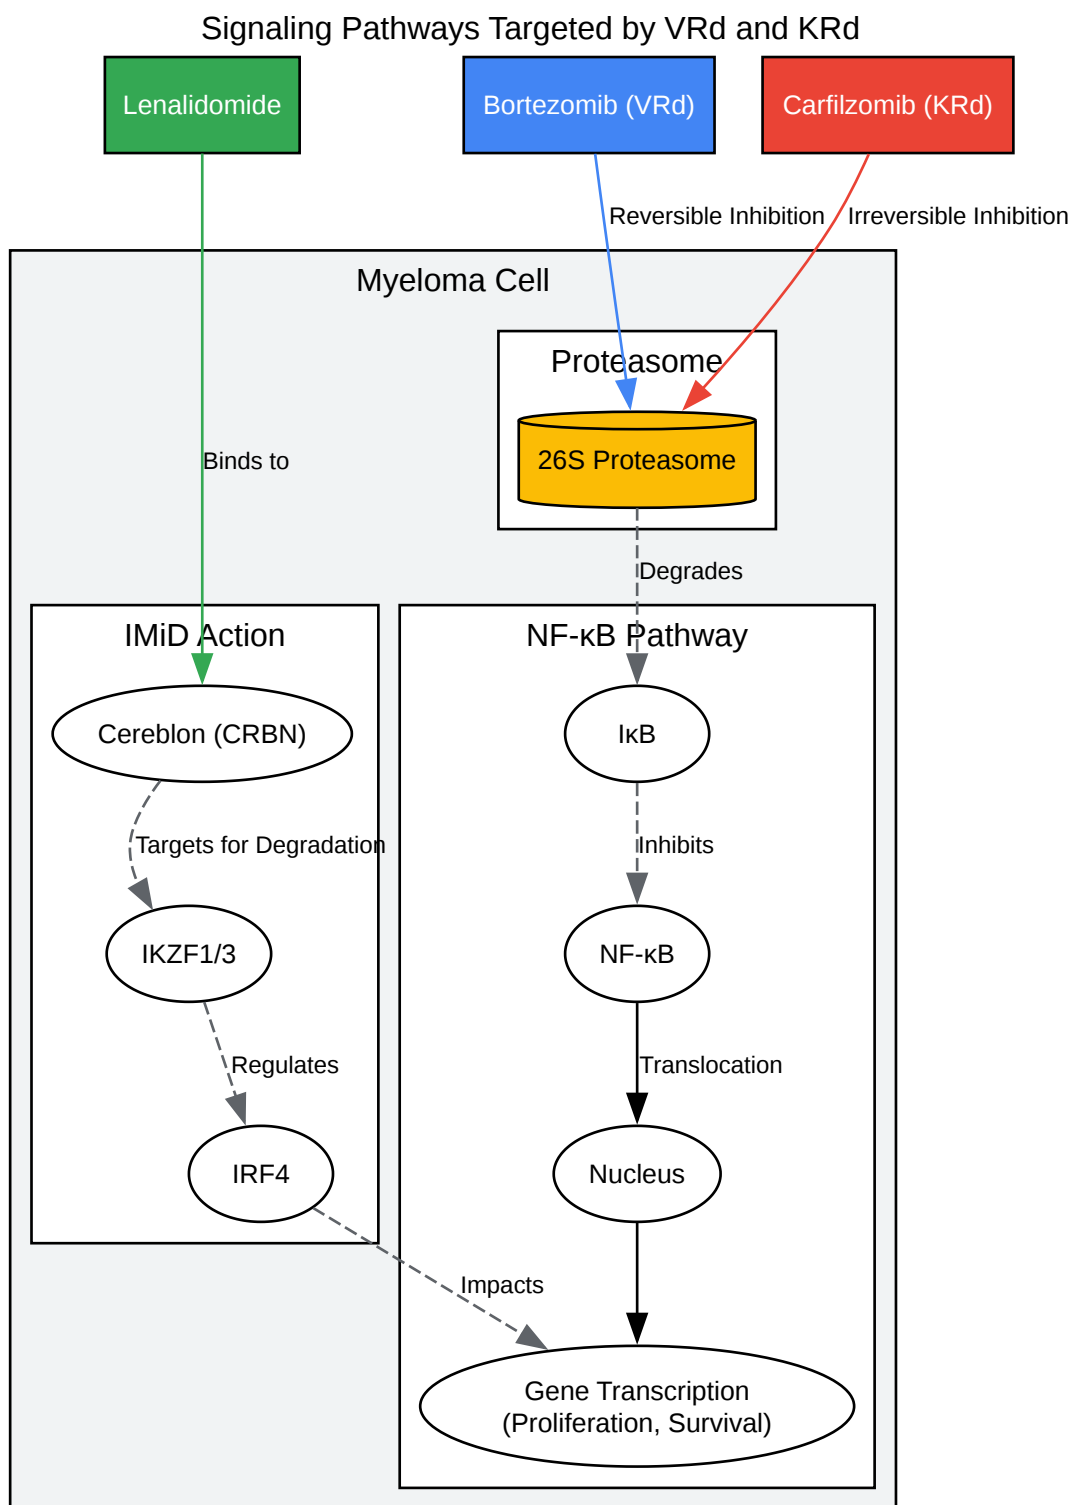 Signaling Pathways Targeted by VRd and KRd
Lenalidomide
Bortezomib (VRd)
Carfilzomib (KRd)
Reversible Inhibition
Irreversible Inhibition
Myeloma Cell
Proteasome
26S Proteasome
Binds to
Degrades
IMiD Action
NF-κB Pathway
Cereblon (CRBN)
IκB
Targets for Degradation
Inhibits
IKZF1/3
NF-κB
Regulates
Translocation
IRF4
Nucleus
Impacts
Gene Transcription
(Proliferation, Survival)